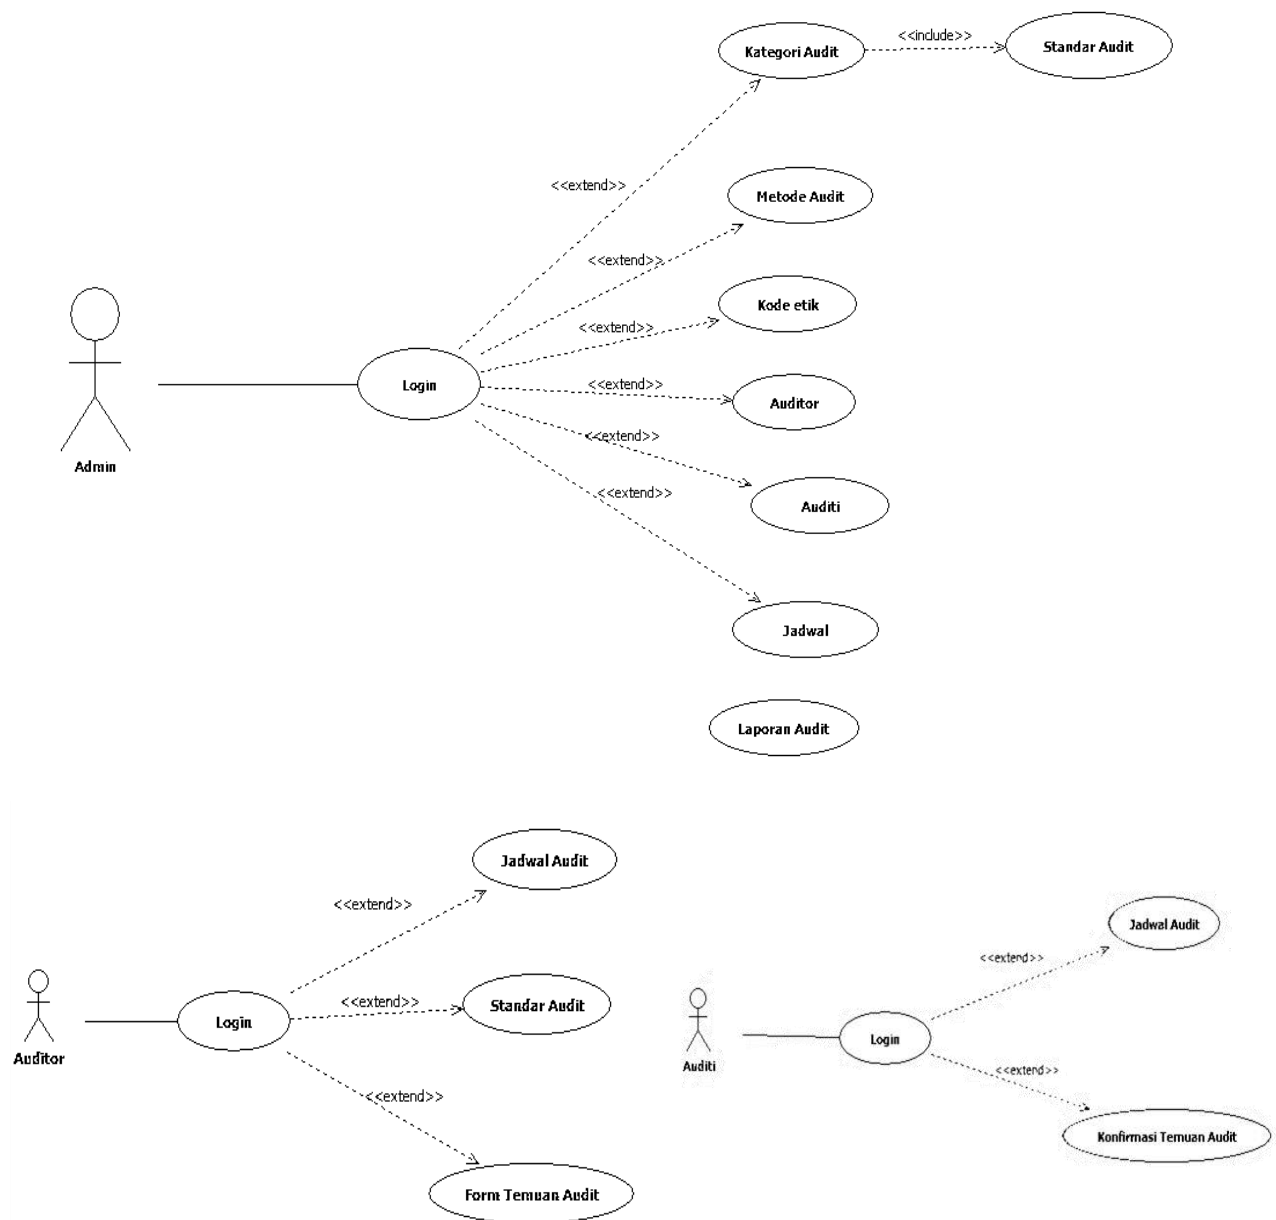 Kategori Audit
<<include>>
Standar Audit
<<extend>>
Metode Audit
<<extend>>
Kode etik
<<extend>>
Login
<<extend>>
Auditor
<<extend>>
Admin
Auditi
<<extend>>
Jadwal
Laporan Audit
Jadwal Audit
<<extend>>
Standar Audit
<<extend>>
Login
Auditor
<<extend>>
Form Temuan Audit
Jadwal Audit
<<extend>>
Login
Auditi
<<extend>>
Konfirmasi Temuan Audit